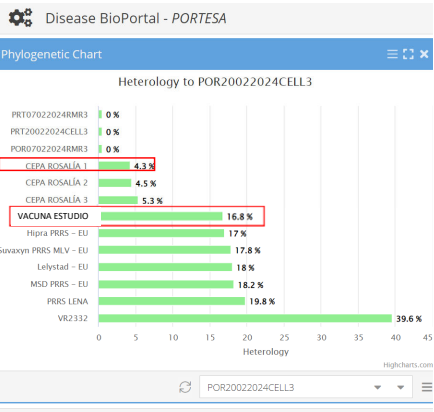 Disease BioPortal - PORTESA
Phylogenetic Chart
Heterology to POR20022024CELL3
PRT07022024RMR3 0 %
PRT20022024CELL3 0 %
POR07022024RMR3 0 %
CEPA ROSALÍA 1 4.3 %
CEPA ROSALÍA 2 4.5 %
CEPA ROSALÍA 3 5.3 %
VACUNA ESTUDIO 16.8 %
Hipra PRRS - EU 17 %
Suvaxyn PRRS MLV - EU 17.8 %
Lelystad - EU 18 %
MSD PRRS - EU 18.2 %
PRRS LENA 19.8 %
VR2332 39.6 %
0 5 10 15 20 25 30 35 40 45
Heterology
Highcharts.com
POR20022024CELL3